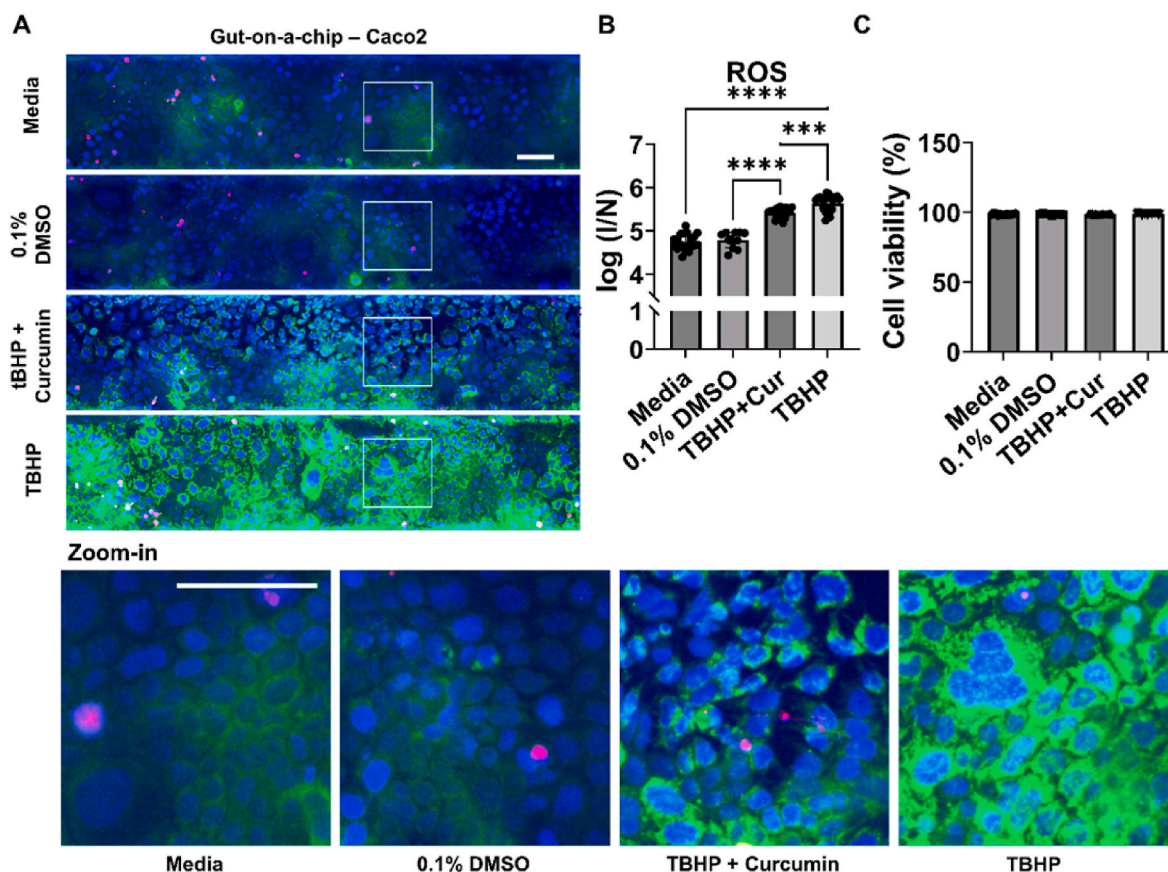 A
Gut-on-a-chip – Caco2
Media
0.1%
DMSO
tBHP +
Curcumin
TBHP
B
ROS
****
***
****
log (I/N)
7
6
5
4
1
0
Media
0.1% DMSO
TBHP+Cur
TBHP
C
Cell viability (%)
150
100
50
0
Media
0.1% DMSO
TBHP+Cur
TBHP
Zoom-in
Media
0.1% DMSO
TBHP + Curcumin
TBHP